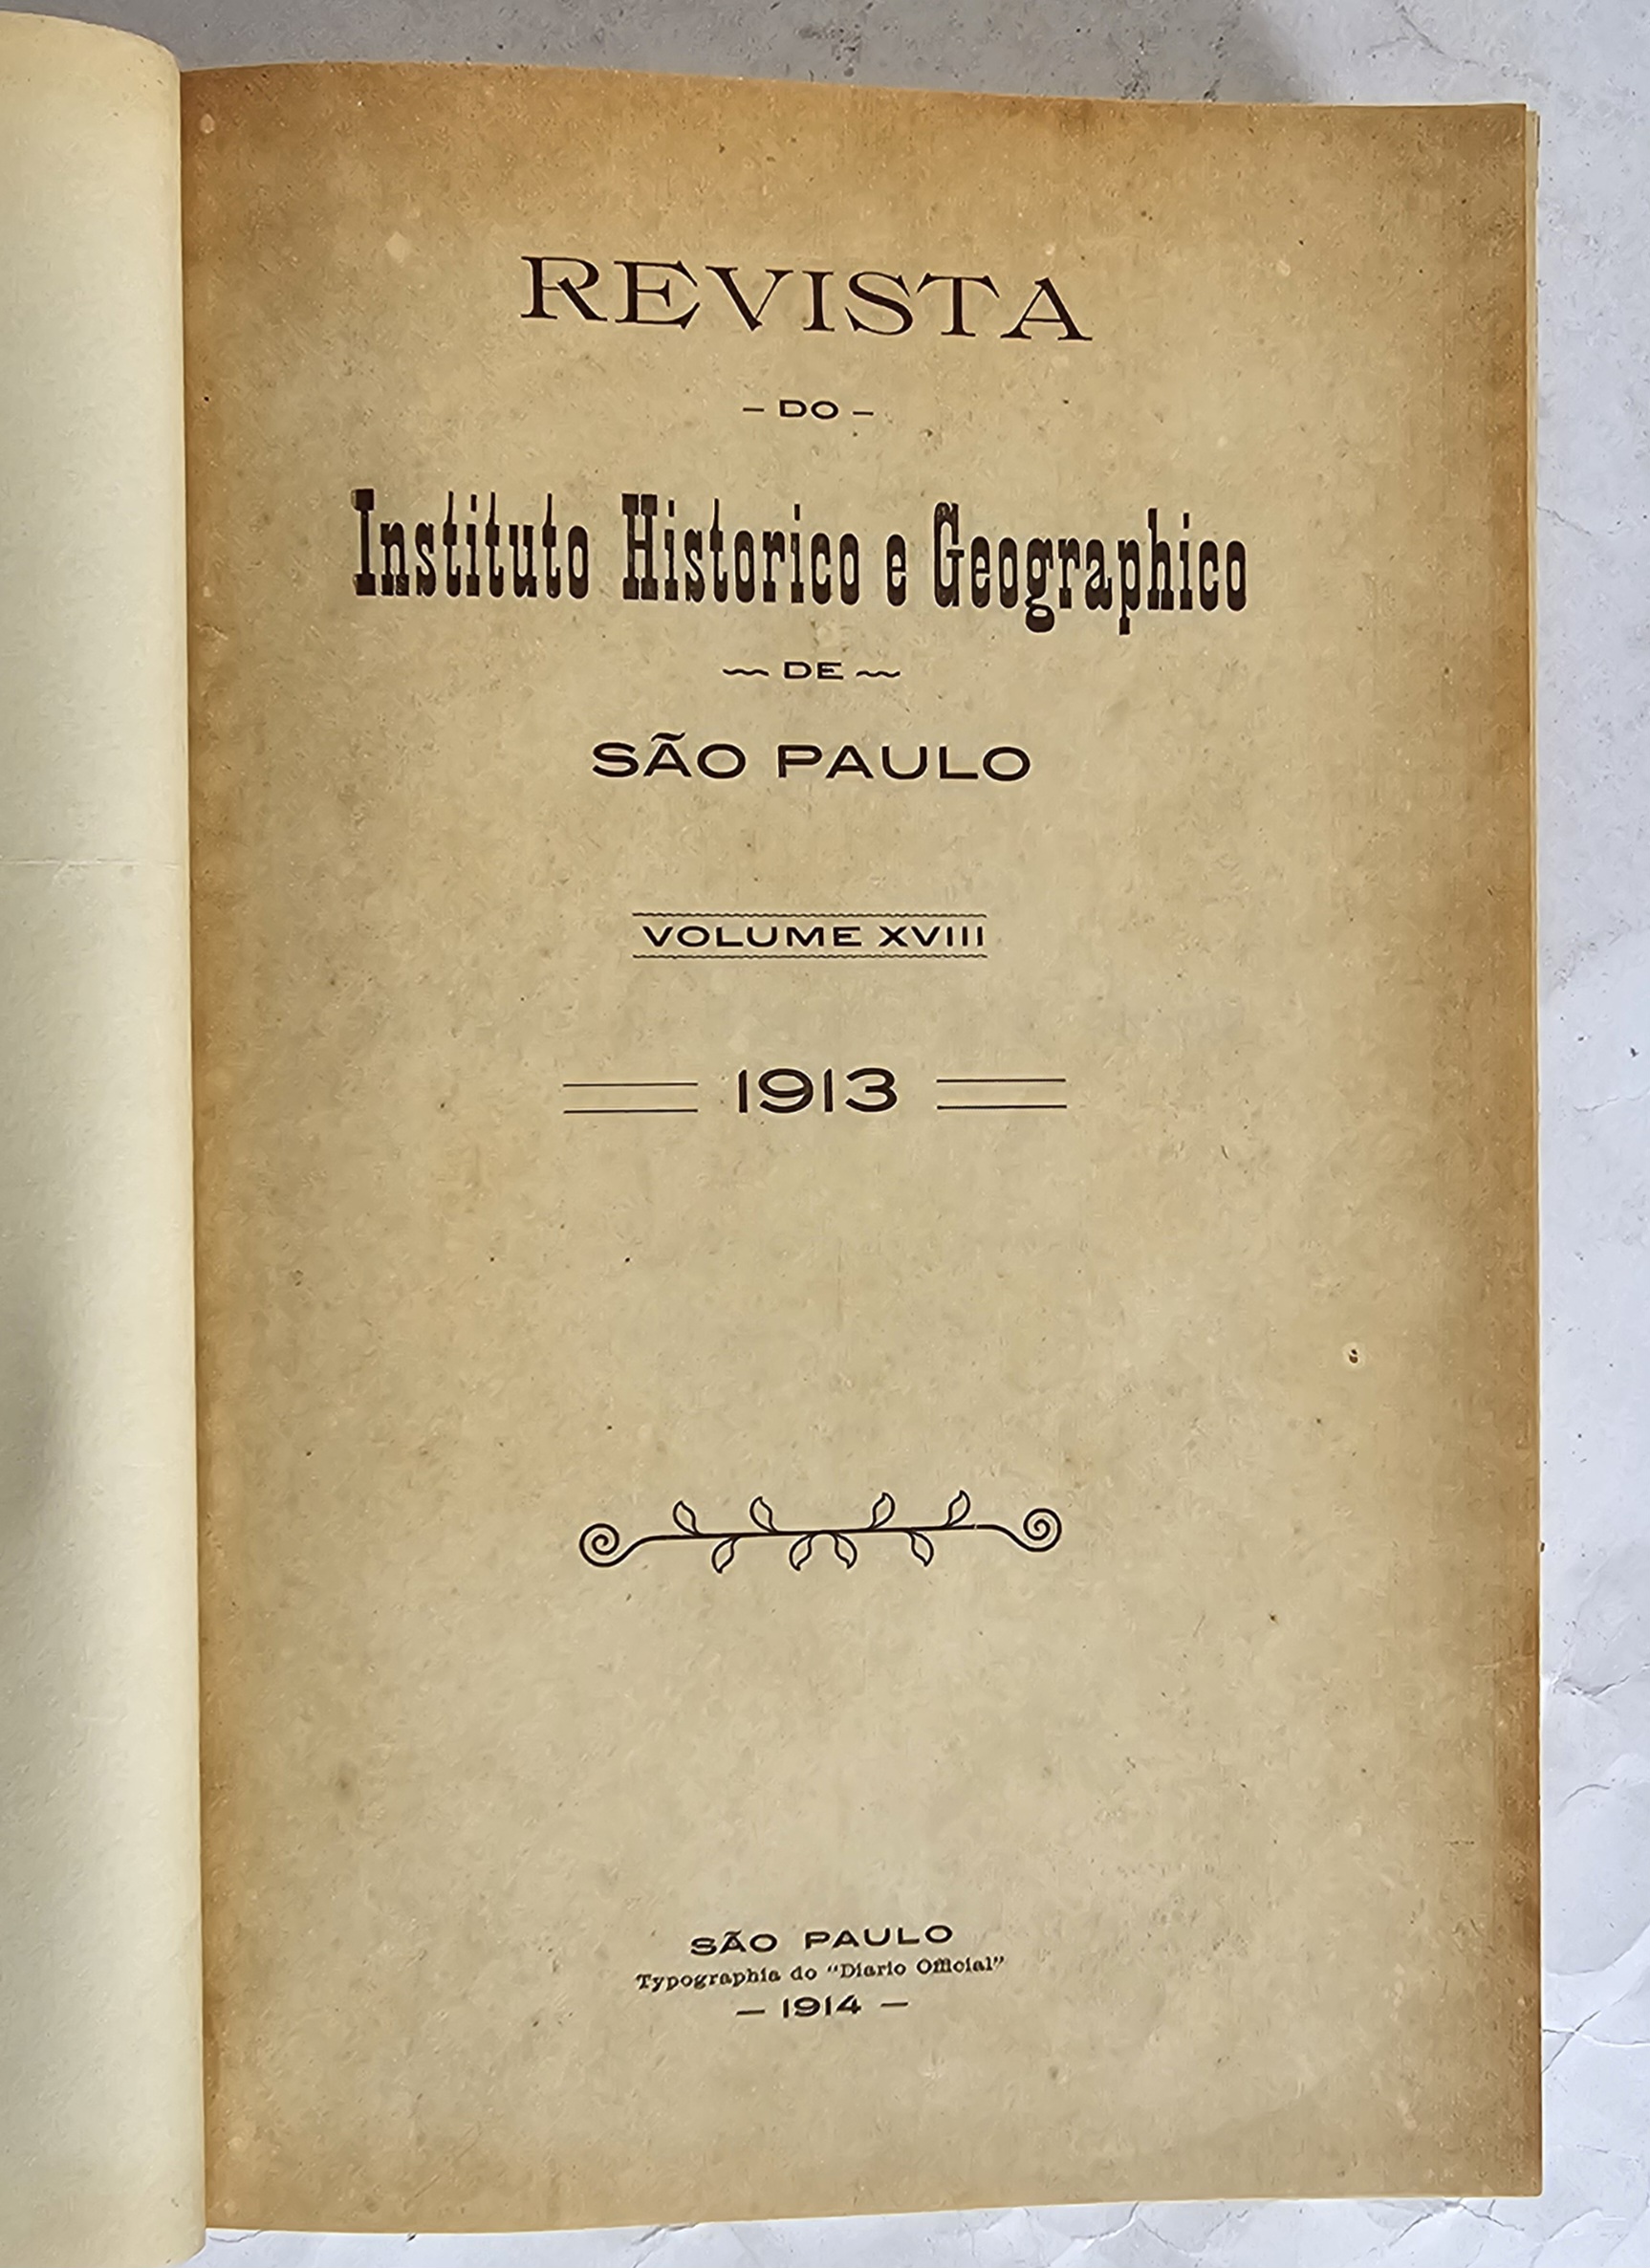 REVISTA
- DO -
Instituto Historico e Geographico
DE
SÃO PAULO
VOLUME XVIII
1913
SÃO PAULO
Typographia do "Diario Official"
— 1914 —